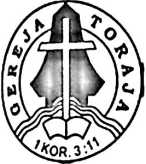 GEREJA TORAJA
1 KOR. 3:11